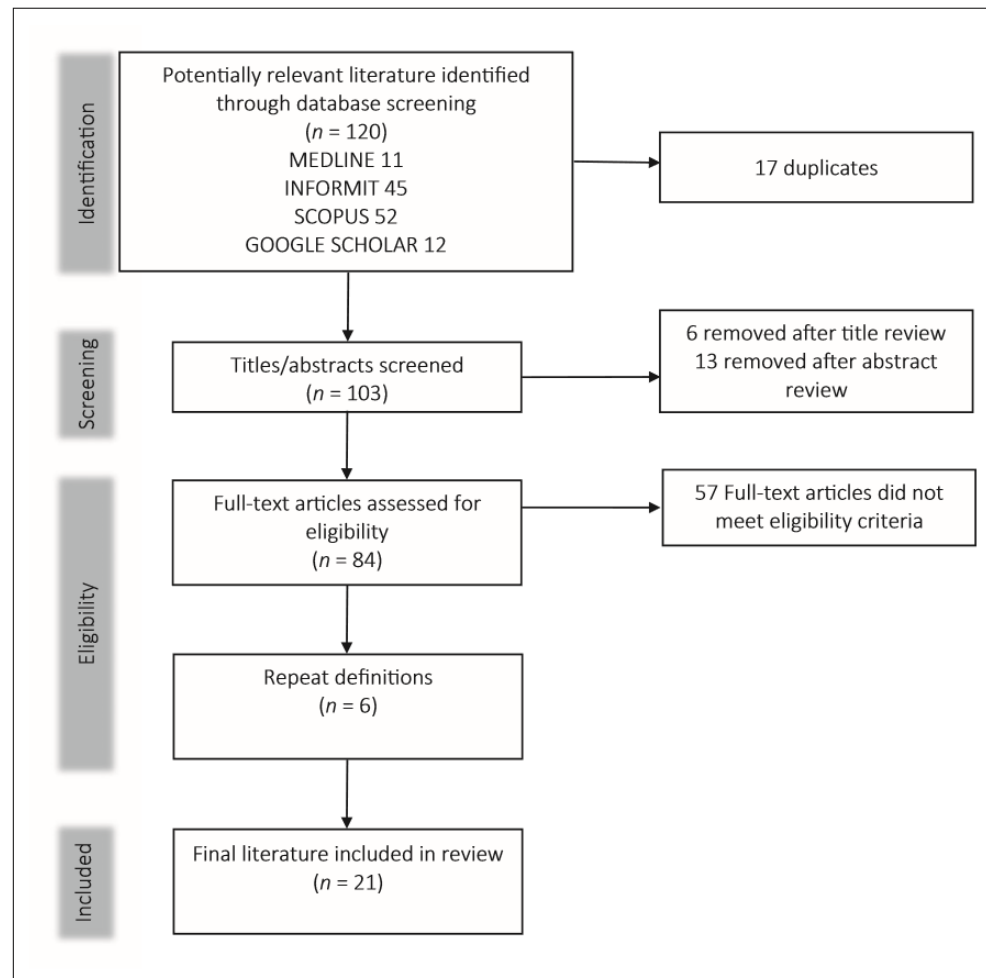 Identification
Potentially relevant literature identified
through database screening
(n = 120)
MEDLINE 11
INFORMIT 45
SCOPUS 52
GOOGLE SCHOLAR 12
17 duplicates
Screening
Titles/abstracts screened
(n = 103)
6 removed after title review
13 removed after abstract
review
Eligibility
Full-text articles assessed for
eligibility
(n = 84)
57 Full-text articles did not
meet eligibility criteria
Repeat definitions
(n = 6)
Included
Final literature included in review
(n = 21)